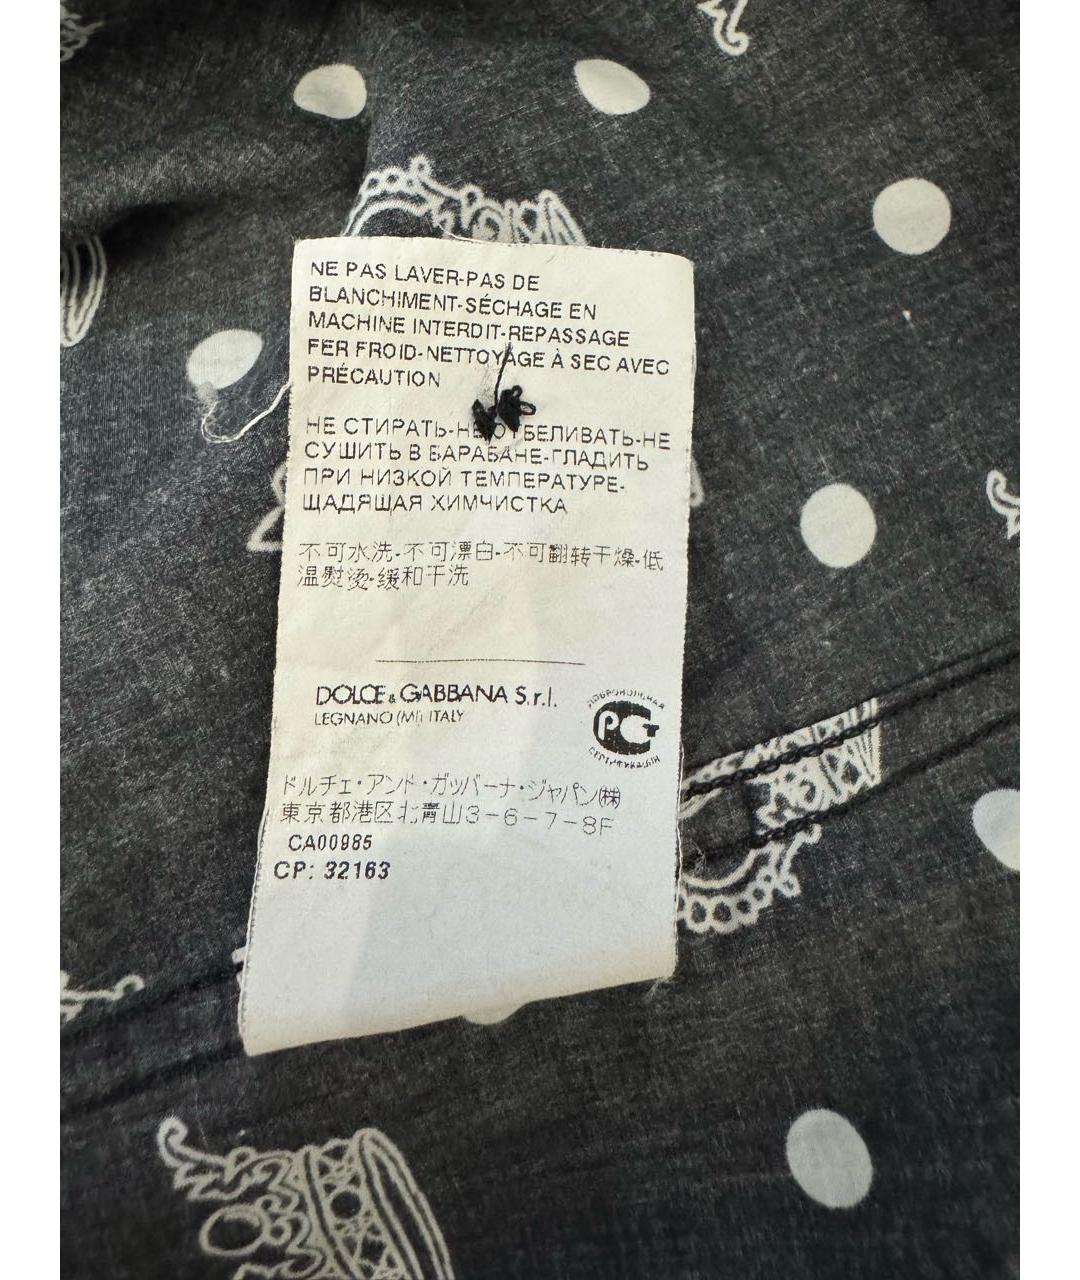 NE PAS LAVER-PAS DE
BLANCHIMENT-SÉCHAGE EN
MACHINE INTERDIT-REPASSAGE
FER FROID-NETTOYAGE À SEC AVEC
PRÉCAUTION
НЕ СТИРАТЬ-НЕ ОТБЕЛИВАТЬ-НЕ
СУШИТЬ В БАРАБАНЕ-ГЛАДИТЬ
ПРИ НИЗКОЙ ТЕМПЕРАТУРЕ-
ЩАДЯЩАЯ ХИМЧИСТКА
不可水洗-不可漂白-不可翻转干燥-低
温熨烫-缓和干洗
DOLCE & GABBANA S.r.l.
LEGNANO (MI) ITALY
ДОБРОВОЛЬНАЯ
РСТ
СЕРТИФИКАЦИЯ
ドルチェ・アンド・ガッバーナ・ジャパン㈱
東京都港区北青山3-6-7-8F
CA00985
CP: 32163